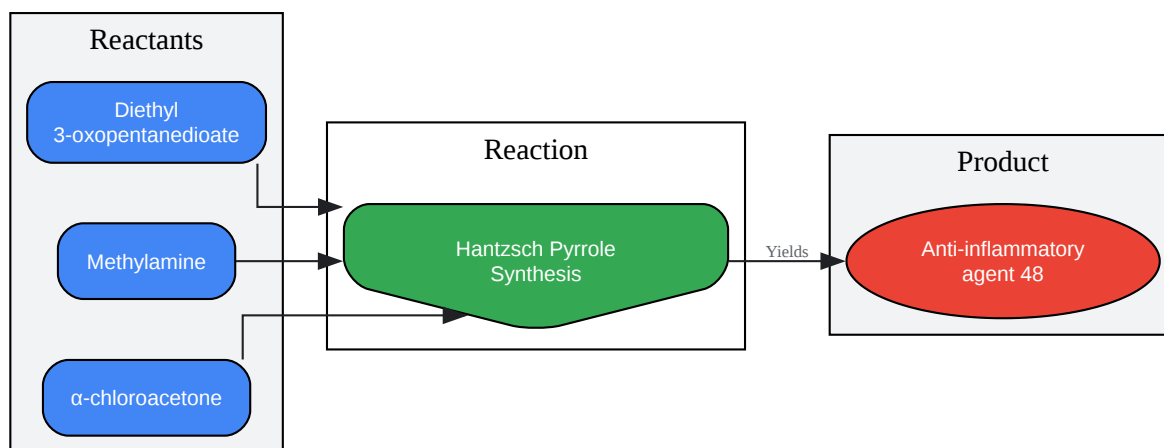 Reactants
Diethyl
3-oxopentanedioate
Methylamine
α-chloroacetone
Reaction
Hantzsch Pyrrole
Synthesis
Yields
Product
Anti-inflammatory
agent 48